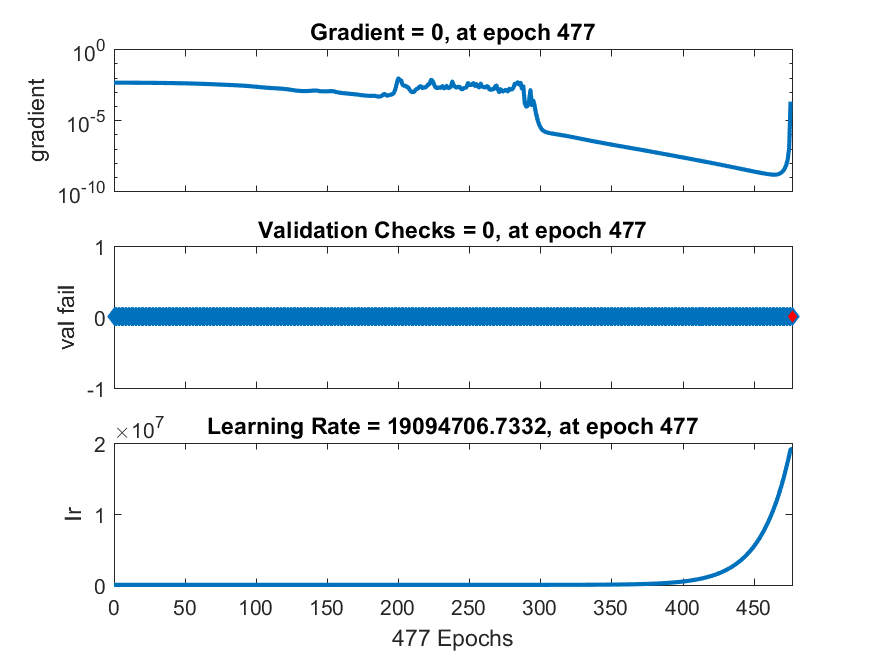 Gradient = 0, at epoch 477
10^0
10^-5
10^-10
gradient
Validation Checks = 0, at epoch 477
1
0
-1
val fail
×10^7
Learning Rate = 19094706.7332, at epoch 477
2
1
0
lr
0 50 100 150 200 250 300 350 400 450
477 Epochs